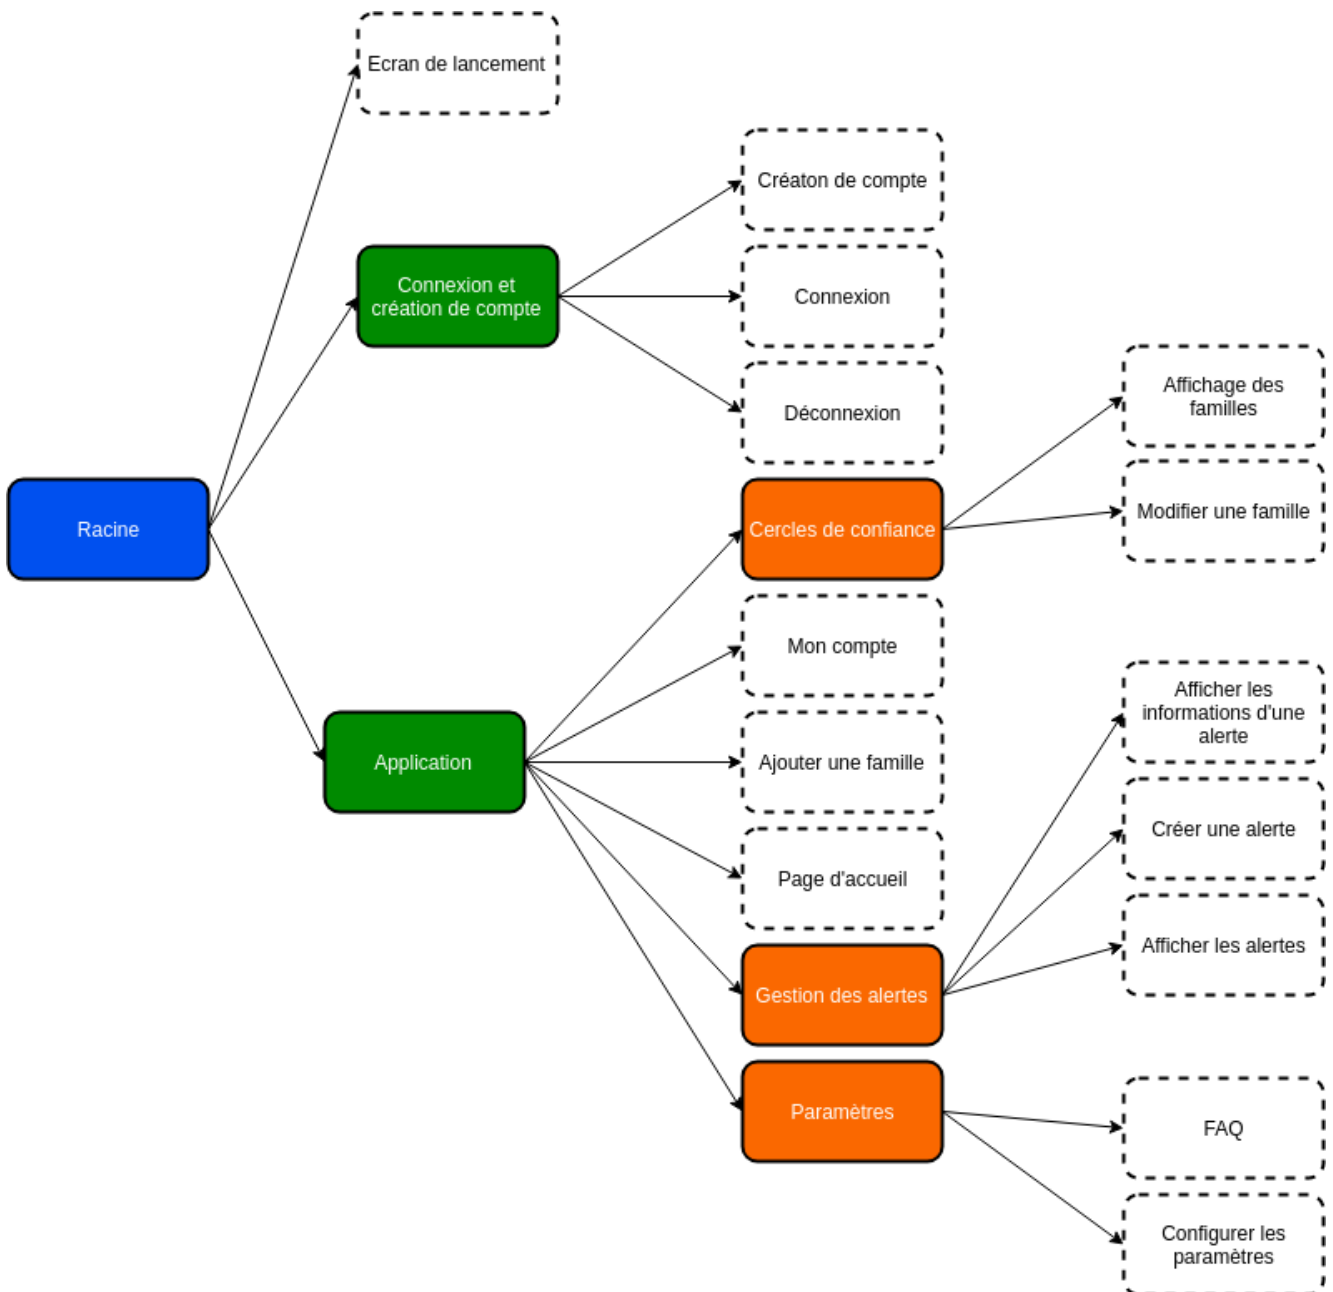 Ecran de lancement
Créaton de compte
Connexion et
création de compte
Connexion
Déconnexion
Affichage des
familles
Racine
Cercles de confiance
Modifier une famille
Mon compte
Afficher les
informations d'une
alerte
Application
Ajouter une famille
Créer une alerte
Page d'accueil
Afficher les alertes
Gestion des alertes
Paramètres
FAQ
Configurer les
paramètres